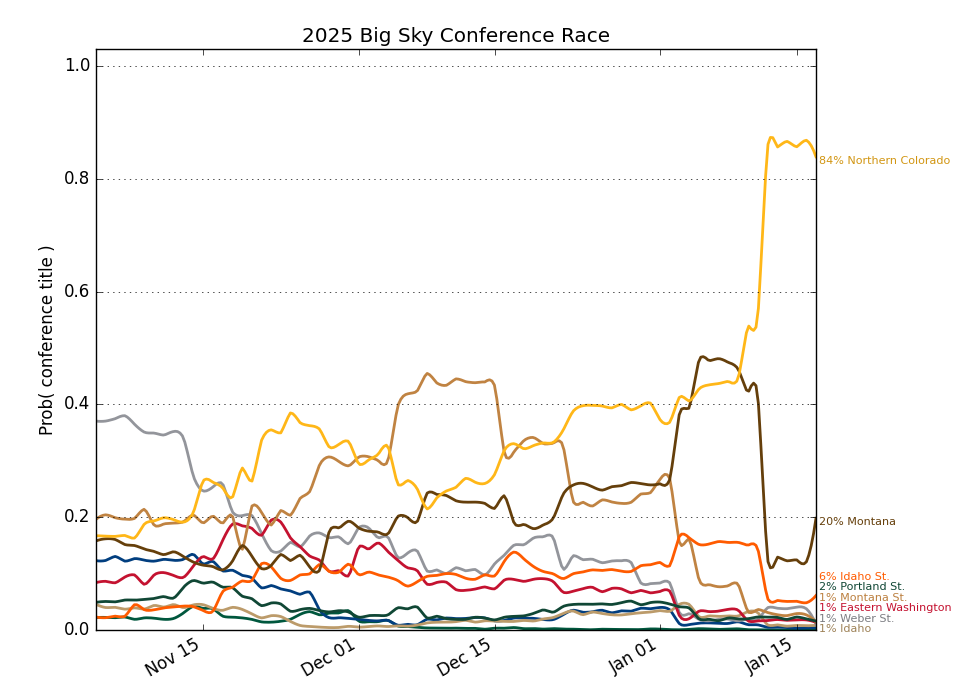 2025 Big Sky Conference Race
Prob( conference title )
1.0
0.8
0.6
0.4
0.2
0.0
84% Northern Colorado
20% Montana
6% Idaho St.
2% Portland St.
1% Montana St.
1% Eastern Washington
1% Weber St.
1% Idaho
Nov 15
Dec 01
Dec 15
Jan 01
Jan 15